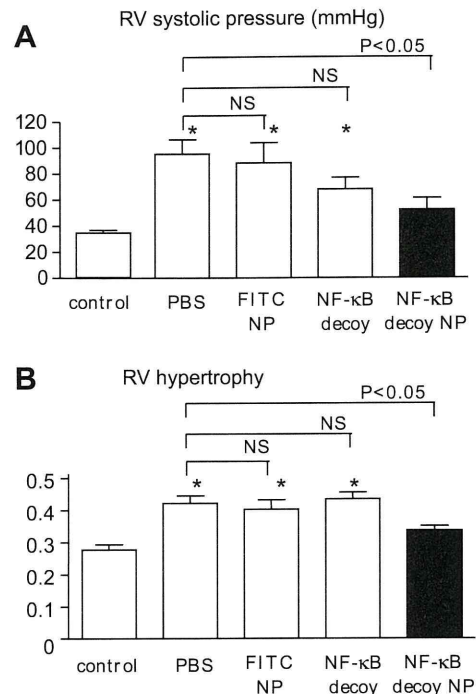 RV systolic pressure (mmHg)
A
P<0.05
NS
NS
* * *
120
100
80
60
40
20
0
control PBS FITC NP NF-κB decoy NF-κB decoy NP
B
RV hypertrophy
P<0.05
NS
NS
* * *
0.5
0.4
0.3
0.2
0.1
0
control PBS FITC NP NF-κB decoy NF-κB decoy NP